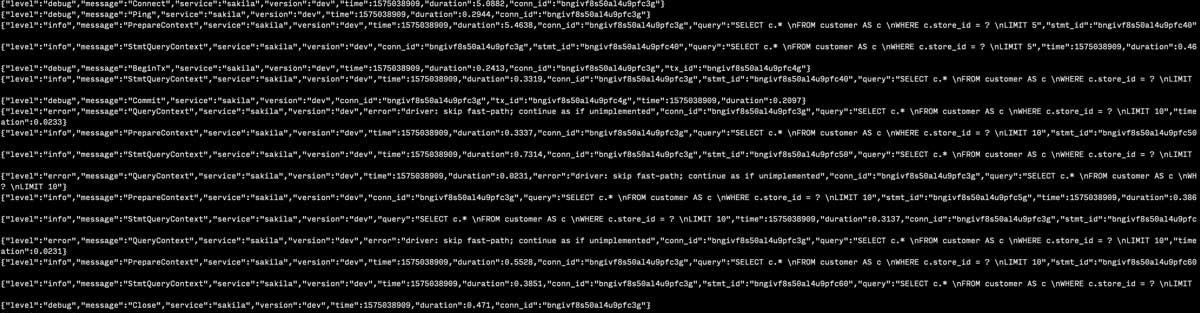 {"level":"debug","message":"Connect","service":"sakila","version":"dev","time":1575038909,"duration":5.0882,"conn_id":"bngivf8s50al4u9pfc3g"}
{"level":"debug","message":"Ping","service":"sakila","version":"dev","time":1575038909,"duration":0.2944,"conn_id":"bngivf8s50al4u9pfc3g"}
{"level":"info","message":"PrepareContext","service":"sakila","version":"dev","time":1575038909,"duration":5.4638,"conn_id":"bngivf8s50al4u9pfc3g","query":"SELECT c.* \nFROM customer AS c \nWHERE c.store_id = ? \nLIMIT 5","stmt_id":"bngivf8s50al4u9pfc40"
{"level":"info","message":"StmtQueryContext","service":"sakila","version":"dev","conn_id":"bngivf8s50al4u9pfc3g","stmt_id":"bngivf8s50al4u9pfc40","query":"SELECT c.* \nFROM customer AS c \nWHERE c.store_id = ? \nLIMIT 5","time":1575038909,"duration":0.46
{"level":"debug","message":"BeginTx","service":"sakila","version":"dev","time":1575038909,"duration":0.2413,"conn_id":"bngivf8s50al4u9pfc3g","tx_id":"bngivf8s50al4u9pfc4g"}
{"level":"info","message":"StmtQueryContext","service":"sakila","version":"dev","time":1575038909,"duration":0.3319,"conn_id":"bngivf8s50al4u9pfc3g","stmt_id":"bngivf8s50al4u9pfc40","query":"SELECT c.* \nFROM customer AS c \nWHERE c.store_id = ? \nLIMIT
{"level":"debug","message":"Commit","service":"sakila","version":"dev","conn_id":"bngivf8s50al4u9pfc3g","tx_id":"bngivf8s50al4u9pfc4g","time":1575038909,"duration":0.2097}
{"level":"error","message":"QueryContext","service":"sakila","version":"dev","error":"driver: skip fast-path; continue as if unimplemented","conn_id":"bngivf8s50al4u9pfc3g","query":"SELECT c.* \nFROM customer AS c \nWHERE c.store_id = ? \nLIMIT 10","time
ation":0.0233}
{"level":"info","message":"PrepareContext","service":"sakila","version":"dev","time":1575038909,"duration":0.3337,"conn_id":"bngivf8s50al4u9pfc3g","query":"SELECT c.* \nFROM customer AS c \nWHERE c.store_id = ? \nLIMIT 10","stmt_id":"bngivf8s50al4u9pfc50
{"level":"info","message":"StmtQueryContext","service":"sakila","version":"dev","time":1575038909,"duration":0.7314,"conn_id":"bngivf8s50al4u9pfc3g","stmt_id":"bngivf8s50al4u9pfc50","query":"SELECT c.* \nFROM customer AS c \nWHERE c.store_id = ? \nLIMIT
{"level":"error","message":"QueryContext","service":"sakila","version":"dev","time":1575038909,"duration":0.0231,"error":"driver: skip fast-path; continue as if unimplemented","conn_id":"bngivf8s50al4u9pfc3g","query":"SELECT c.* \nFROM customer AS c \nWH
? \nLIMIT 10"}
{"level":"info","message":"PrepareContext","service":"sakila","version":"dev","conn_id":"bngivf8s50al4u9pfc3g","query":"SELECT c.* \nFROM customer AS c \nWHERE c.store_id = ? \nLIMIT 10","stmt_id":"bngivf8s50al4u9pfc5g","time":1575038909,"duration":0.386
{"level":"info","message":"StmtQueryContext","service":"sakila","version":"dev","query":"SELECT c.* \nFROM customer AS c \nWHERE c.store_id = ? \nLIMIT 10","time":1575038909,"duration":0.3137,"conn_id":"bngivf8s50al4u9pfc3g","stmt_id":"bngivf8s50al4u9pfc
{"level":"error","message":"QueryContext","service":"sakila","version":"dev","error":"driver: skip fast-path; continue as if unimplemented","conn_id":"bngivf8s50al4u9pfc3g","query":"SELECT c.* \nFROM customer AS c \nWHERE c.store_id = ? \nLIMIT 10","time
ation":0.0231}
{"level":"info","message":"PrepareContext","service":"sakila","version":"dev","time":1575038909,"duration":0.5528,"conn_id":"bngivf8s50al4u9pfc3g","query":"SELECT c.* \nFROM customer AS c \nWHERE c.store_id = ? \nLIMIT 10","stmt_id":"bngivf8s50al4u9pfc60
{"level":"info","message":"StmtQueryContext","service":"sakila","version":"dev","time":1575038909,"duration":0.3851,"conn_id":"bngivf8s50al4u9pfc3g","stmt_id":"bngivf8s50al4u9pfc60","query":"SELECT c.* \nFROM customer AS c \nWHERE c.store_id = ? \nLIMIT
{"level":"debug","message":"Close","service":"sakila","version":"dev","time":1575038909,"duration":0.471,"conn_id":"bngivf8s50al4u9pfc3g"}